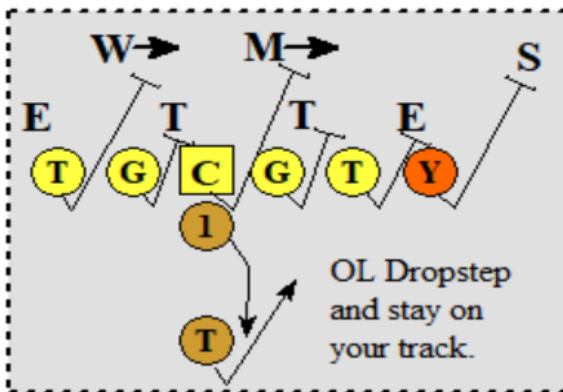 W M S
E T T E
T G C G T Y
1
OL Dropstep
and stay on
your track.
T